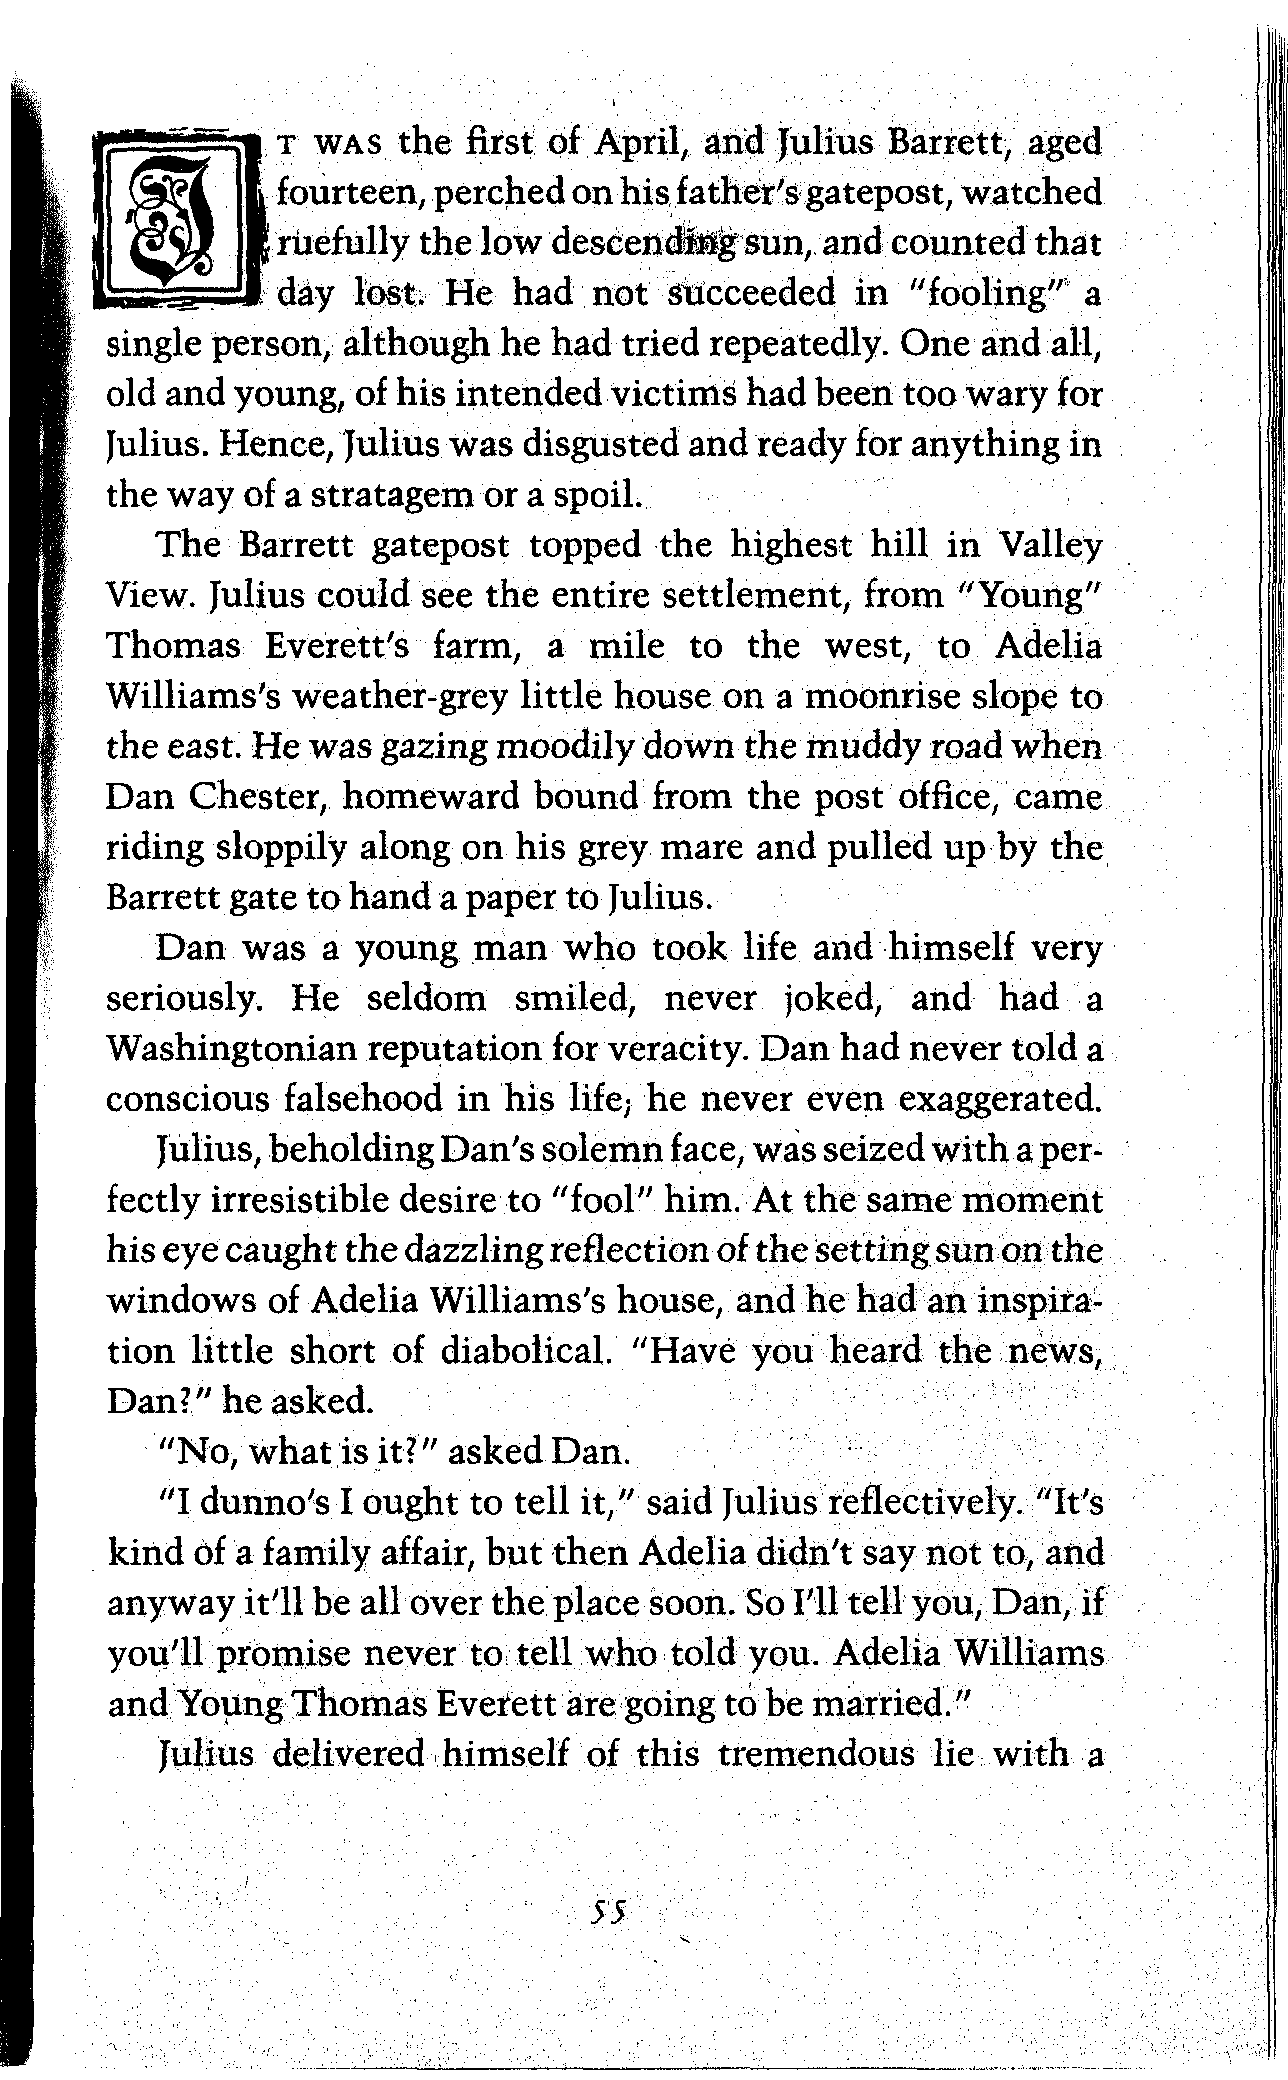 IT WAS the first of April, and Julius Barrett, aged
fourteen, perched on his father's gatepost, watched
ruefully the low descending sun, and counted that
day lost. He had not succeeded in "fooling" a
single person, although he had tried repeatedly. One and all,
old and young, of his intended victims had been too wary for
Julius. Hence, Julius was disgusted and ready for anything in
the way of a stratagem or a spoil.
The Barrett gatepost topped the highest hill in Valley
View. Julius could see the entire settlement, from "Young"
Thomas Everett's farm, a mile to the west, to Adelia
Williams's weather-grey little house on a moonrise slope to
the east. He was gazing moodily down the muddy road when
Dan Chester, homeward bound from the post office, came
riding sloppily along on his grey mare and pulled up by the
Barrett gate to hand a paper to Julius.
Dan was a young man who took life and himself very
seriously. He seldom smiled, never joked, and had a
Washingtonian reputation for veracity. Dan had never told a
conscious falsehood in his life; he never even exaggerated.
Julius, beholding Dan's solemn face, was seized with a per-
fectly irresistible desire to "fool" him. At the same moment
his eye caught the dazzling reflection of the setting sun on the
windows of Adelia Williams's house, and he had an inspira-
tion little short of diabolical. "Have you heard the news,
Dan?" he asked.
"No, what is it?" asked Dan.
"I dunno's I ought to tell it," said Julius reflectively. "It's
kind of a family affair, but then Adelia didn't say not to, and
anyway it'll be all over the place soon. So I'll tell you, Dan, if
you'll promise never to tell who told you. Adelia Williams
and Young Thomas Everett are going to be married."
Julius delivered himself of this tremendous lie with a
55